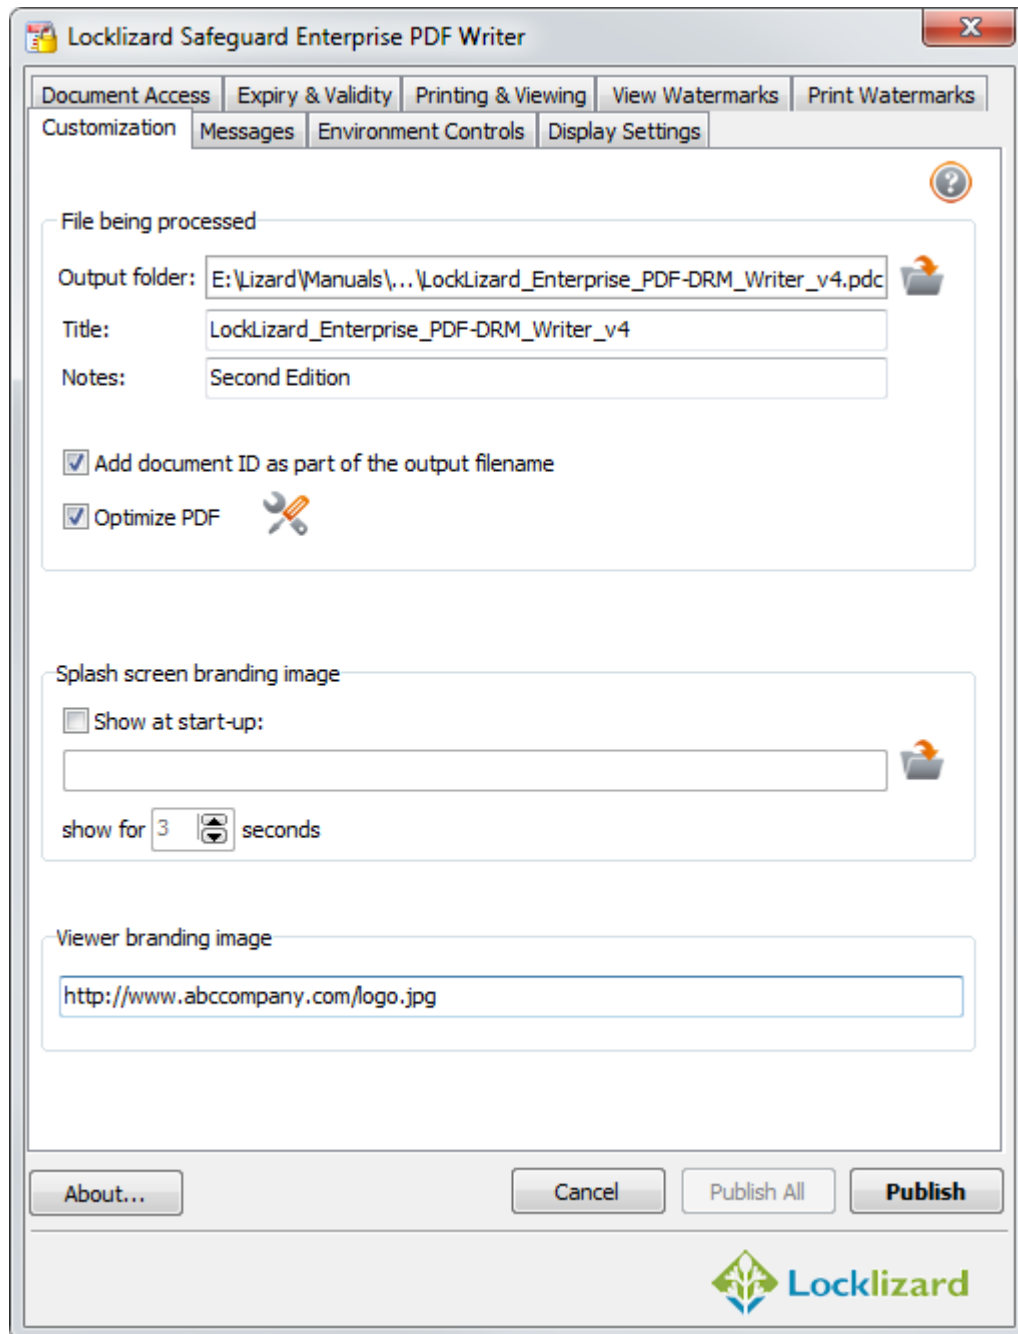 Locklizard Safeguard Enterprise PDF Writer
Document Access Expiry & Validity Printing & Viewing View Watermarks Print Watermarks
Customization Messages Environment Controls Display Settings
?
File being processed
Output folder: E:\Lizard\Manuals\...\LockLizard_Enterprise_PDF-DRM_Writer_v4.pdc
Title: LockLizard_Enterprise_PDF-DRM_Writer_v4
Notes: Second Edition
Add document ID as part of the output filename
Optimize PDF
Splash screen branding image
Show at start-up:
show for 3 seconds
Viewer branding image
http://www.abccompany.com/logo.jpg
About... Cancel Publish All Publish
Locklizard